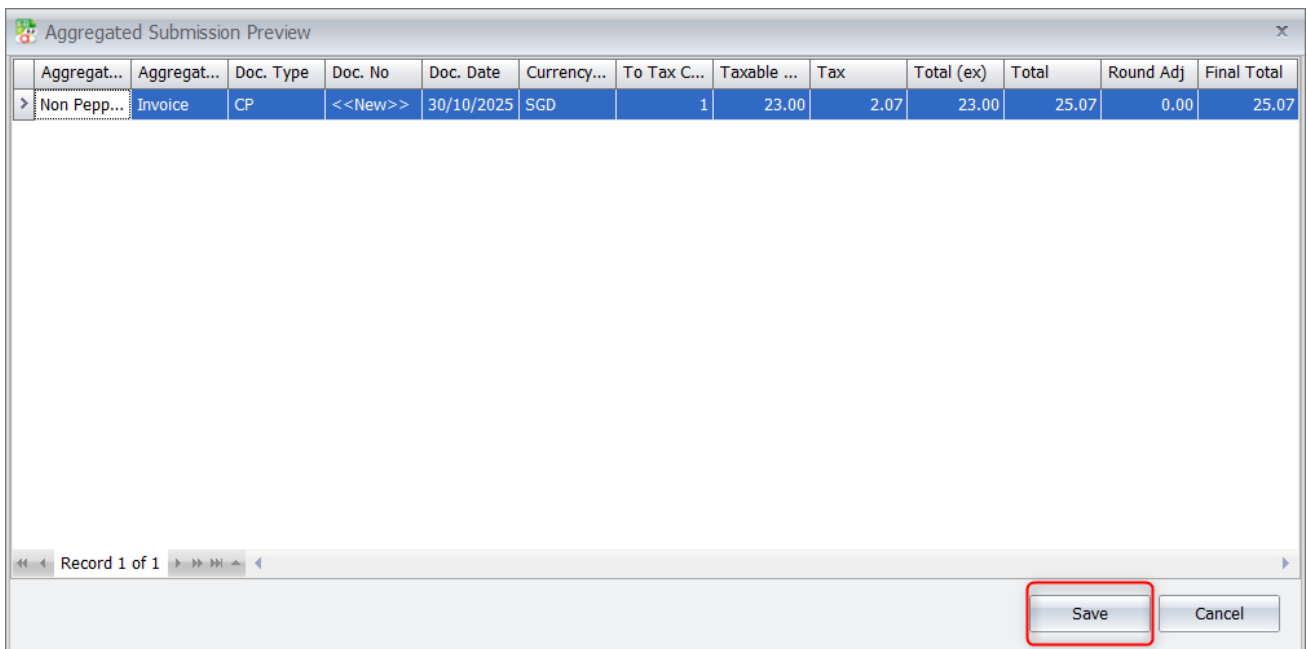 Aggregated Submission Preview x
Aggregat... Aggregat... Doc. Type Doc. No Doc. Date Currency... To Tax C... Taxable ... Tax Total (ex) Total Round Adj Final Total
Non Pepp... Invoice CP <<New>> 30/10/2025 SGD 1 23.00 2.07 23.00 25.07 0.00 25.07
Record 1 of 1
Save Cancel